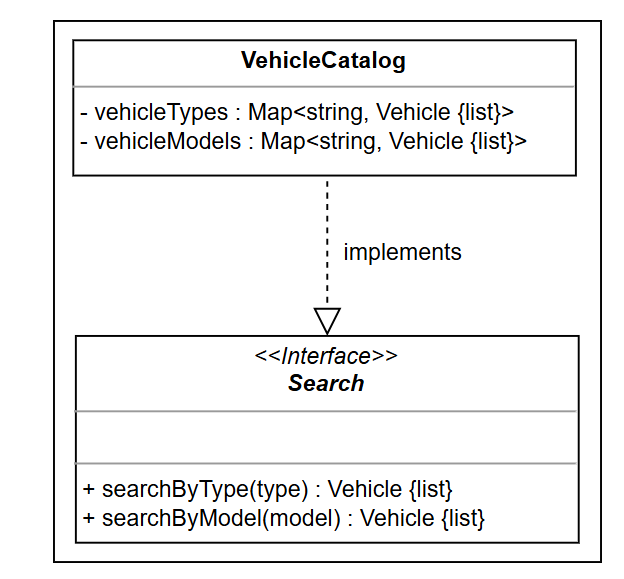 VehicleCatalog
- vehicleTypes : Map<string, Vehicle {list}>
- vehicleModels : Map<string, Vehicle {list}>
implements
<<Interface>>
Search
+ searchByType(type) : Vehicle {list}
+ searchByModel(model) : Vehicle {list}